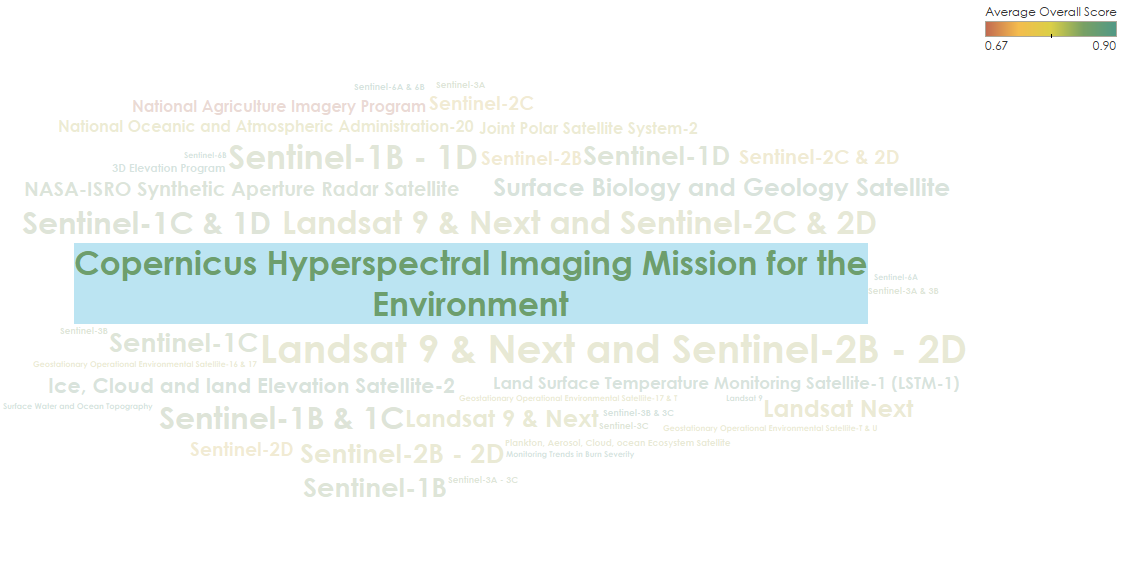 Average Overall Score
0.67 0.90
Sentinel-6A & 6B Sentinel-3A
National Agriculture Imagery Program Sentinel-2C
National Oceanic and Atmospheric Administration-20 Joint Polar Satellite System-2
Sentinel-6B Sentinel-1B - 1D Sentinel-2B Sentinel-1D Sentinel-2C & 2D
3D Elevation Program
NASA-ISRO Synthetic Aperture Radar Satellite Surface Biology and Geology Satellite
Sentinel-1C & 1D Landsat 9 & Next and Sentinel-2C & 2D
Copernicus Hyperspectral Imaging Mission for the
Environment
Sentinel-6A
Sentinel-3A & 3B
Sentinel-3B Sentinel-1C Landsat 9 & Next and Sentinel-2B - 2D
Geostationary Operational Environmental Satellite-16 & 17
Ice, Cloud and land Elevation Satellite-2 Land Surface Temperature Monitoring Satellite-1 (LSTM-1)
Geostationary Operational Environmental Satellite-17 & T Landsat 9
Surface Water and Ocean Topography Sentinel-1B & 1C Landsat 9 & Next Sentinel-3B & 3C Landsat Next
Sentinel-3C Geostationary Operational Environmental Satellite-T & U
Sentinel-2D Sentinel-2B - 2D Plankton, Aerosol, Cloud, ocean Ecosystem Satellite
Monitoring Trends in Burn Severity
Sentinel-1B Sentinel-3A - 3C